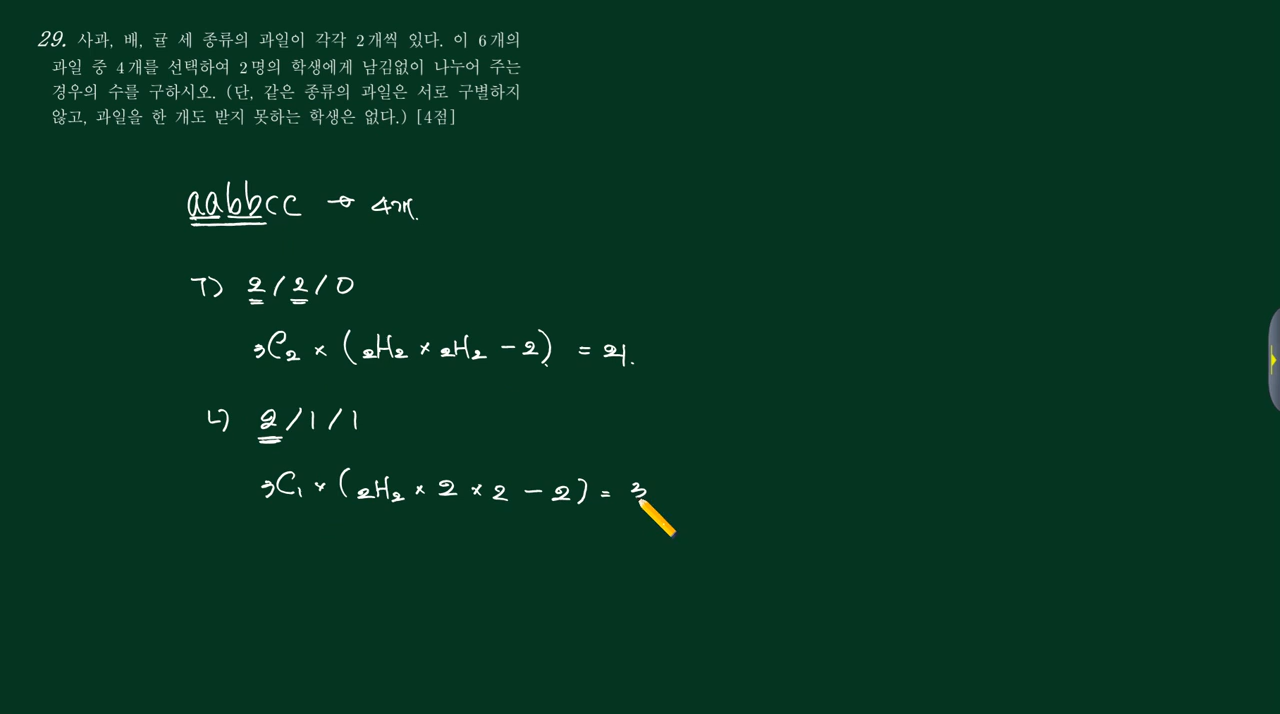 29. 사과, 배, 귤 세 종류의 과일이 각각 2개씩 있다. 이 6개의
과일 중 4개를 선택하여 2명의 학생에게 남김없이 나누어 주는
경우의 수를 구하시오. (단, 같은 종류의 과일은 서로 구별하지
않고, 과일을 한 개도 받지 못하는 학생은 없다.) [4점]
aabbcc → 4개.
ㄱ) 2/2/0
₃C₂ × (₂H₂ × ₂H₂ - 2) = 21.
ㄴ) 2/1/1
₃C₁ × (₂H₂ × 2 × 2 - 2) = 3